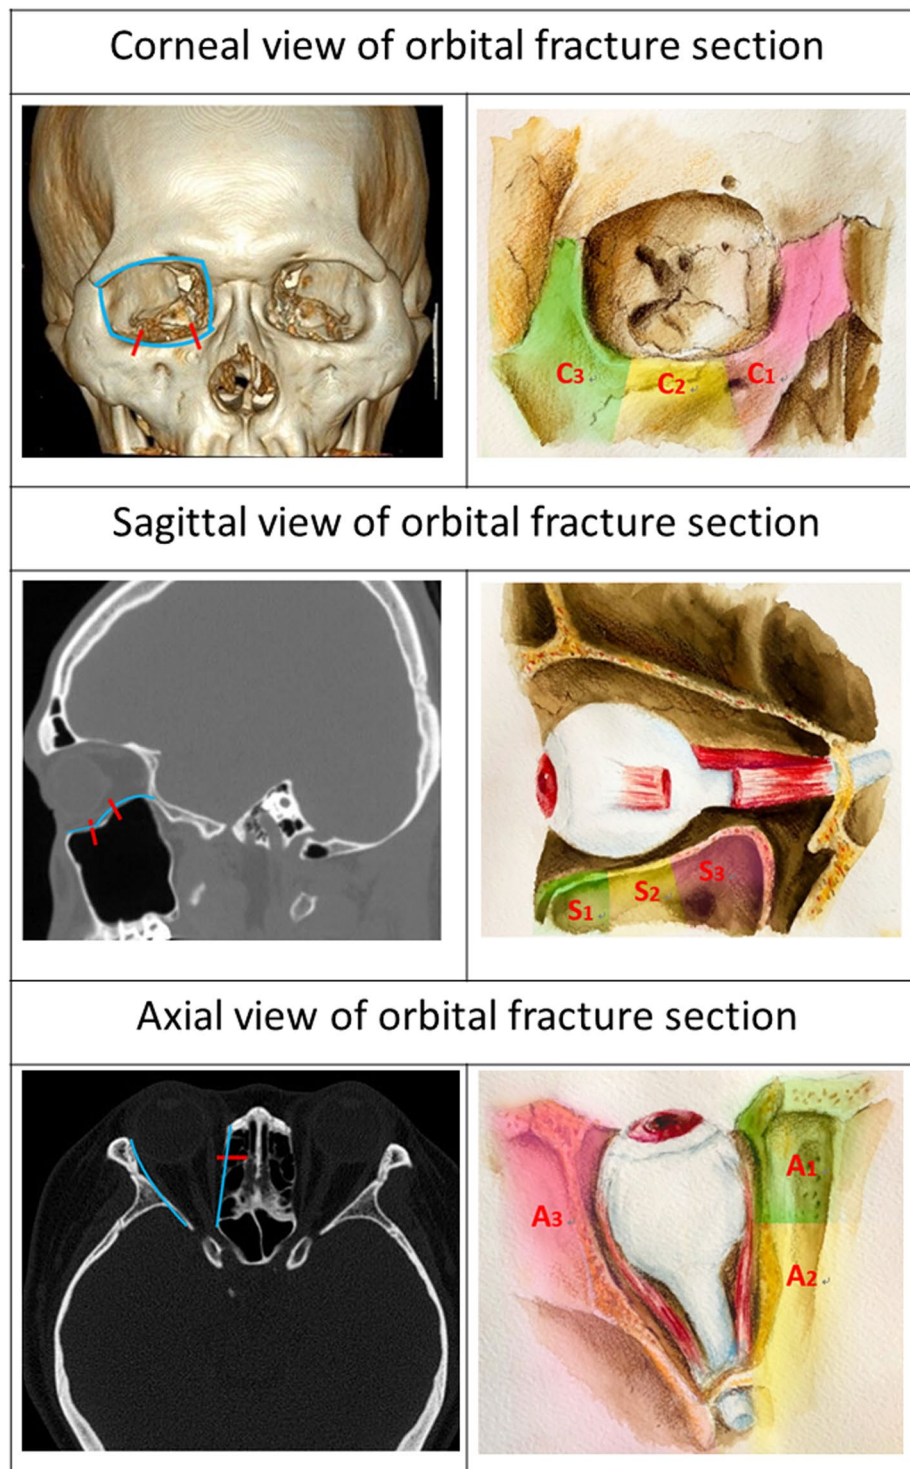 Corneal view of orbital fracture section
C3
C2
C1
Sagittal view of orbital fracture section
S1
S2
S3
Axial view of orbital fracture section
A1
A3
A2